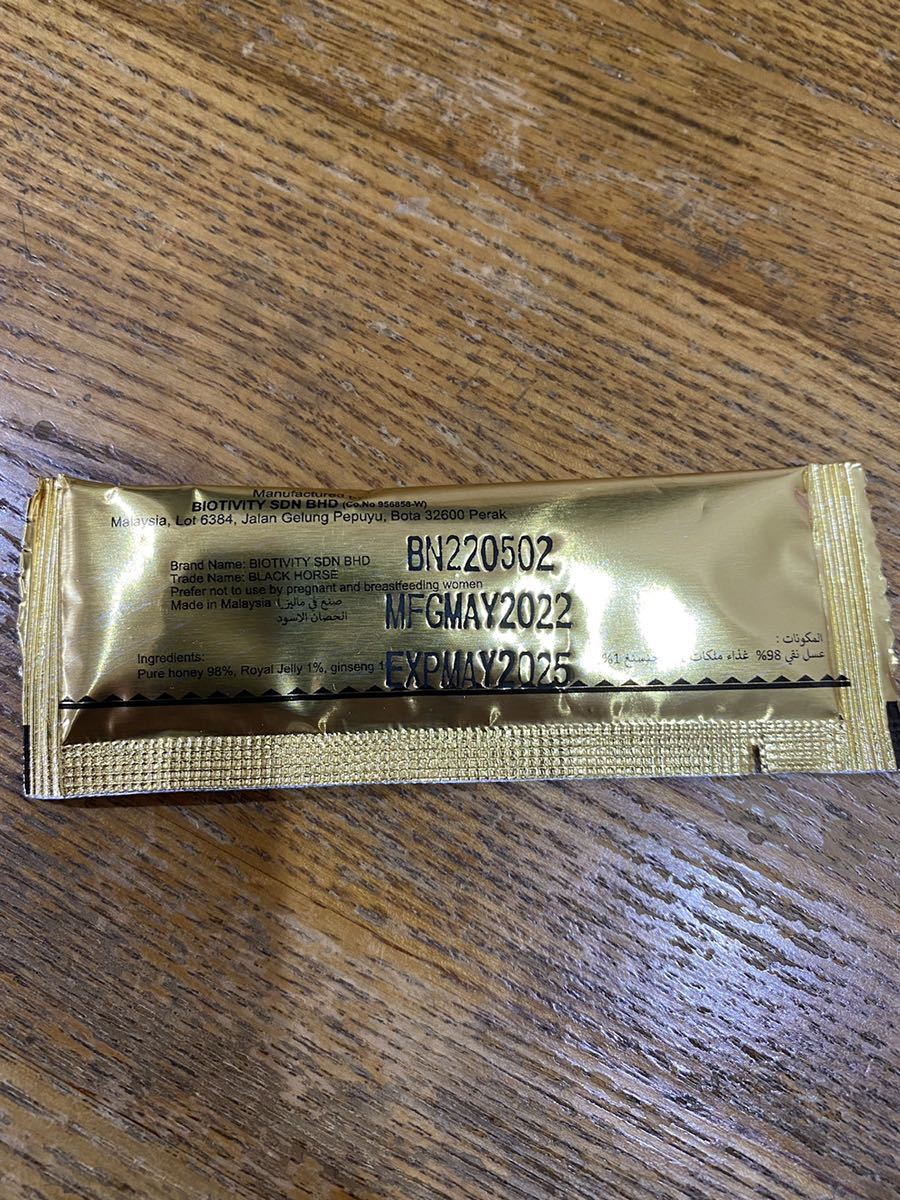 Manufactured
BIOTIVITY SDN BHD (Co.No 956858-W)
Malaysia, Lot 6384, Jalan Gelung Pepuyu, Bota 32600 Perak
Brand Name: BIOTIVITY SDN BHD
Trade Name: BLACK HORSE
Prefer not to use by pregnant and breastfeeding women
Made in Malaysia صنع في ماليزيا
الحصان الاسود
BN220502
MFGMAY2022
EXPMAY2025
Ingredients:
Pure honey 98%, Royal Jelly 1%, ginseng
المكونات :
عسل نقي 98% غذاء ملكات جينسنغ 1%